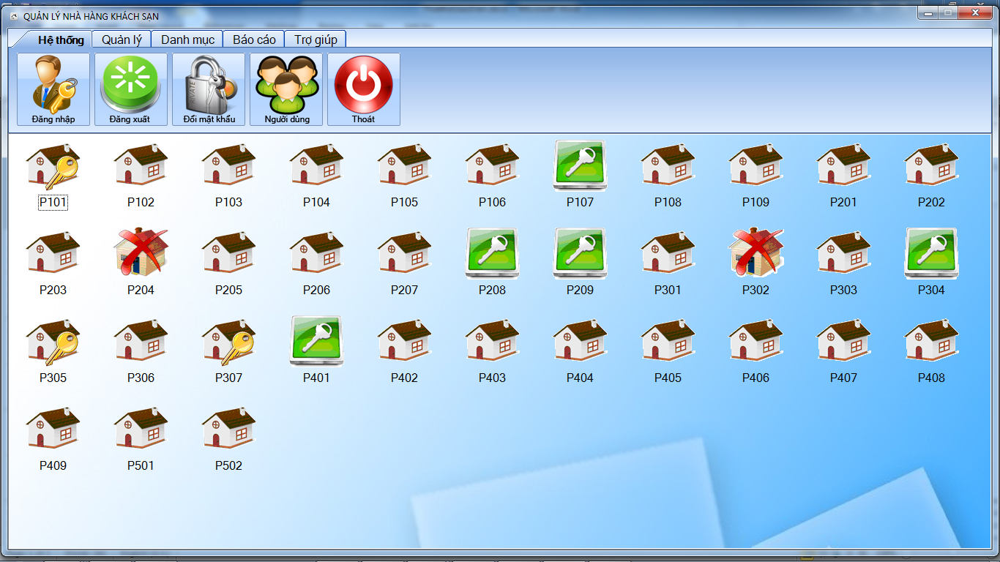 QUẢN LÝ NHÀ HÀNG KHÁCH SẠN
Hệ thống Quản lý Danh mục Báo cáo Trợ giúp
Đăng nhập Đăng xuất Đổi mật khẩu Người dùng Thoát
P101 P102 P103 P104 P105 P106 P107 P108 P109 P201 P202
P203 P204 P205 P206 P207 P208 P209 P301 P302 P303 P304
P305 P306 P307 P401 P402 P403 P404 P405 P406 P407 P408
P409 P501 P502